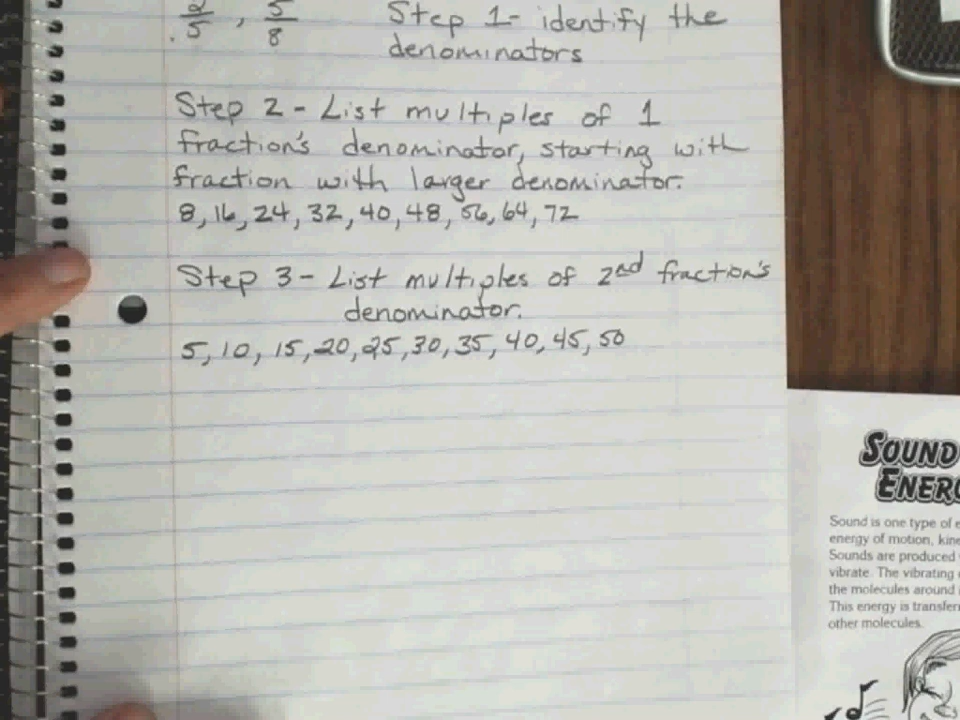 2/5 , 5/8 Step 1- identify the
denominators
Step 2 - List multiples of 1
fraction's denominator, starting with
fraction with larger denominator.
8, 16, 24, 32, 40, 48, 56, 64, 72
Step 3 - List multiples of 2nd fraction's
denominator.
5, 10, 15, 20, 25, 30, 35, 40, 45, 50
SOUND
Sound is one type of
energy of motion,
Sounds are produced
vibrate. The vibrating
the molecules around
This energy is
other molecules.